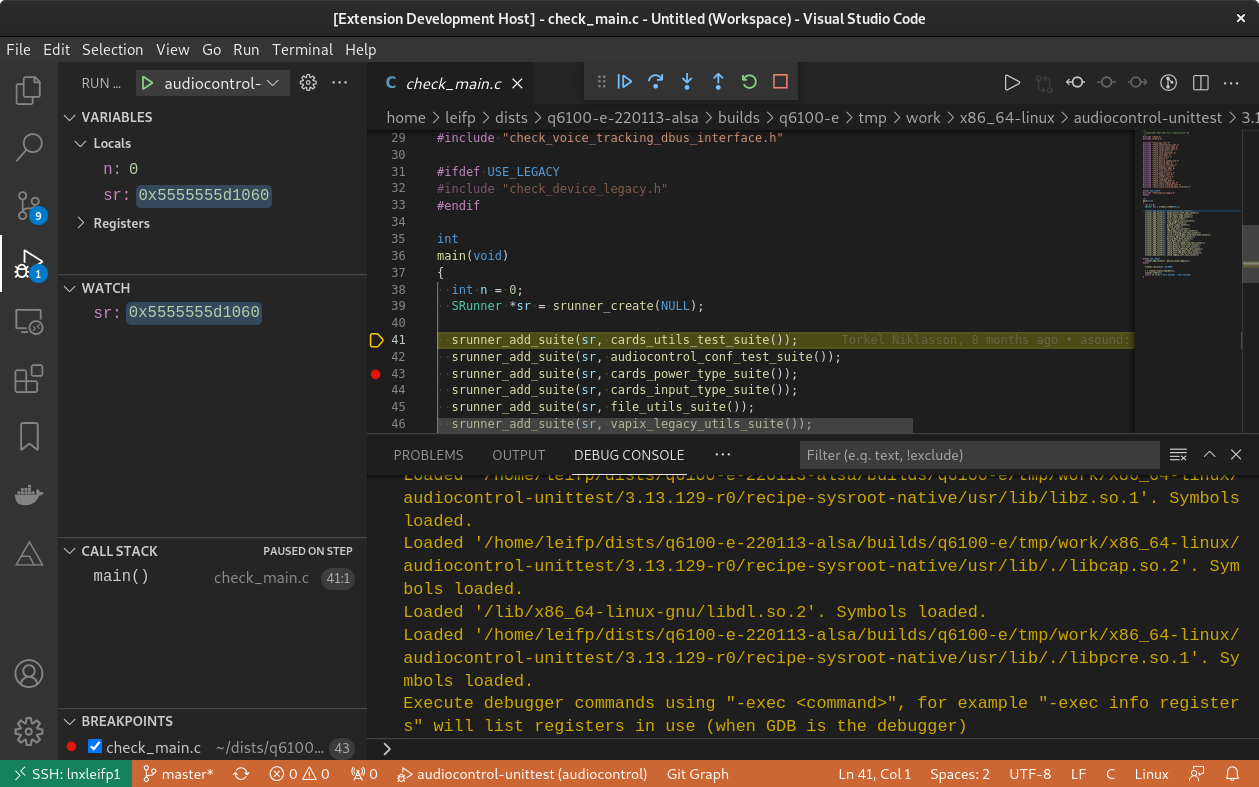 [Extension Development Host] - check_main.c - Untitled (Workspace) - Visual Studio Code
File Edit Selection View Go Run Terminal Help
RUN ... audiocontrol-
VARIABLES
Locals
n: 0
sr: 0x5555555d1060
Registers
WATCH
sr: 0x5555555d1060
CALL STACK PAUSED ON STEP
main() check_main.c 41:1
BREAKPOINTS
check_main.c ~/dists/q6100... 43
9
1
check_main.c
home > leifp > dists > q6100-e-220113-alsa > builds > q6100-e > tmp > work > x86_64-linux > audiocontrol-unittest > 3.1
29 #include "check_voice_tracking_dbus_interface.h"
30
31 #ifdef USE_LEGACY
32 #include "check_device_legacy.h"
33 #endif
34
35 int
36 main(void)
37 {
38 int n = 0;
39 SRunner *sr = srunner_create(NULL);
40
41 srunner_add_suite(sr, cards_utils_test_suite()); Torkel Niklasson, 8 months ago • asound:
42 srunner_add_suite(sr, audiocontrol_conf_test_suite());
43 srunner_add_suite(sr, cards_power_type_suite());
44 srunner_add_suite(sr, cards_input_type_suite());
45 srunner_add_suite(sr, file_utils_suite());
46 srunner_add_suite(sr, vapix_legacy_utils_suite());
PROBLEMS OUTPUT DEBUG CONSOLE ... Filter (e.g. text, !exclude)
Loaded '/home/leifp/dists/q6100-e-220113-alsa/builds/q6100-e/tmp/work/x86_64-linux/
audiocontrol-unittest/3.13.129-r0/recipe-sysroot-native/usr/lib/libz.so.1'. Symbols
loaded.
Loaded '/home/leifp/dists/q6100-e-220113-alsa/builds/q6100-e/tmp/work/x86_64-linux/
audiocontrol-unittest/3.13.129-r0/recipe-sysroot-native/usr/lib/./libcap.so.2'. Sym
bols loaded.
Loaded '/lib/x86_64-linux-gnu/libdl.so.2'. Symbols loaded.
Loaded '/home/leifp/dists/q6100-e-220113-alsa/builds/q6100-e/tmp/work/x86_64-linux/
audiocontrol-unittest/3.13.129-r0/recipe-sysroot-native/usr/lib/./libpcre.so.1'. Sy
mbols loaded.
Execute debugger commands using "-exec <command>", for example "-exec info register
s" will list registers in use (when GDB is the debugger)
>
SSH: lnxleifp1 master* 0 0 0 audiocontrol-unittest (audiocontrol) Git Graph Ln 41, Col 1 Spaces: 2 UTF-8 LF C Linux